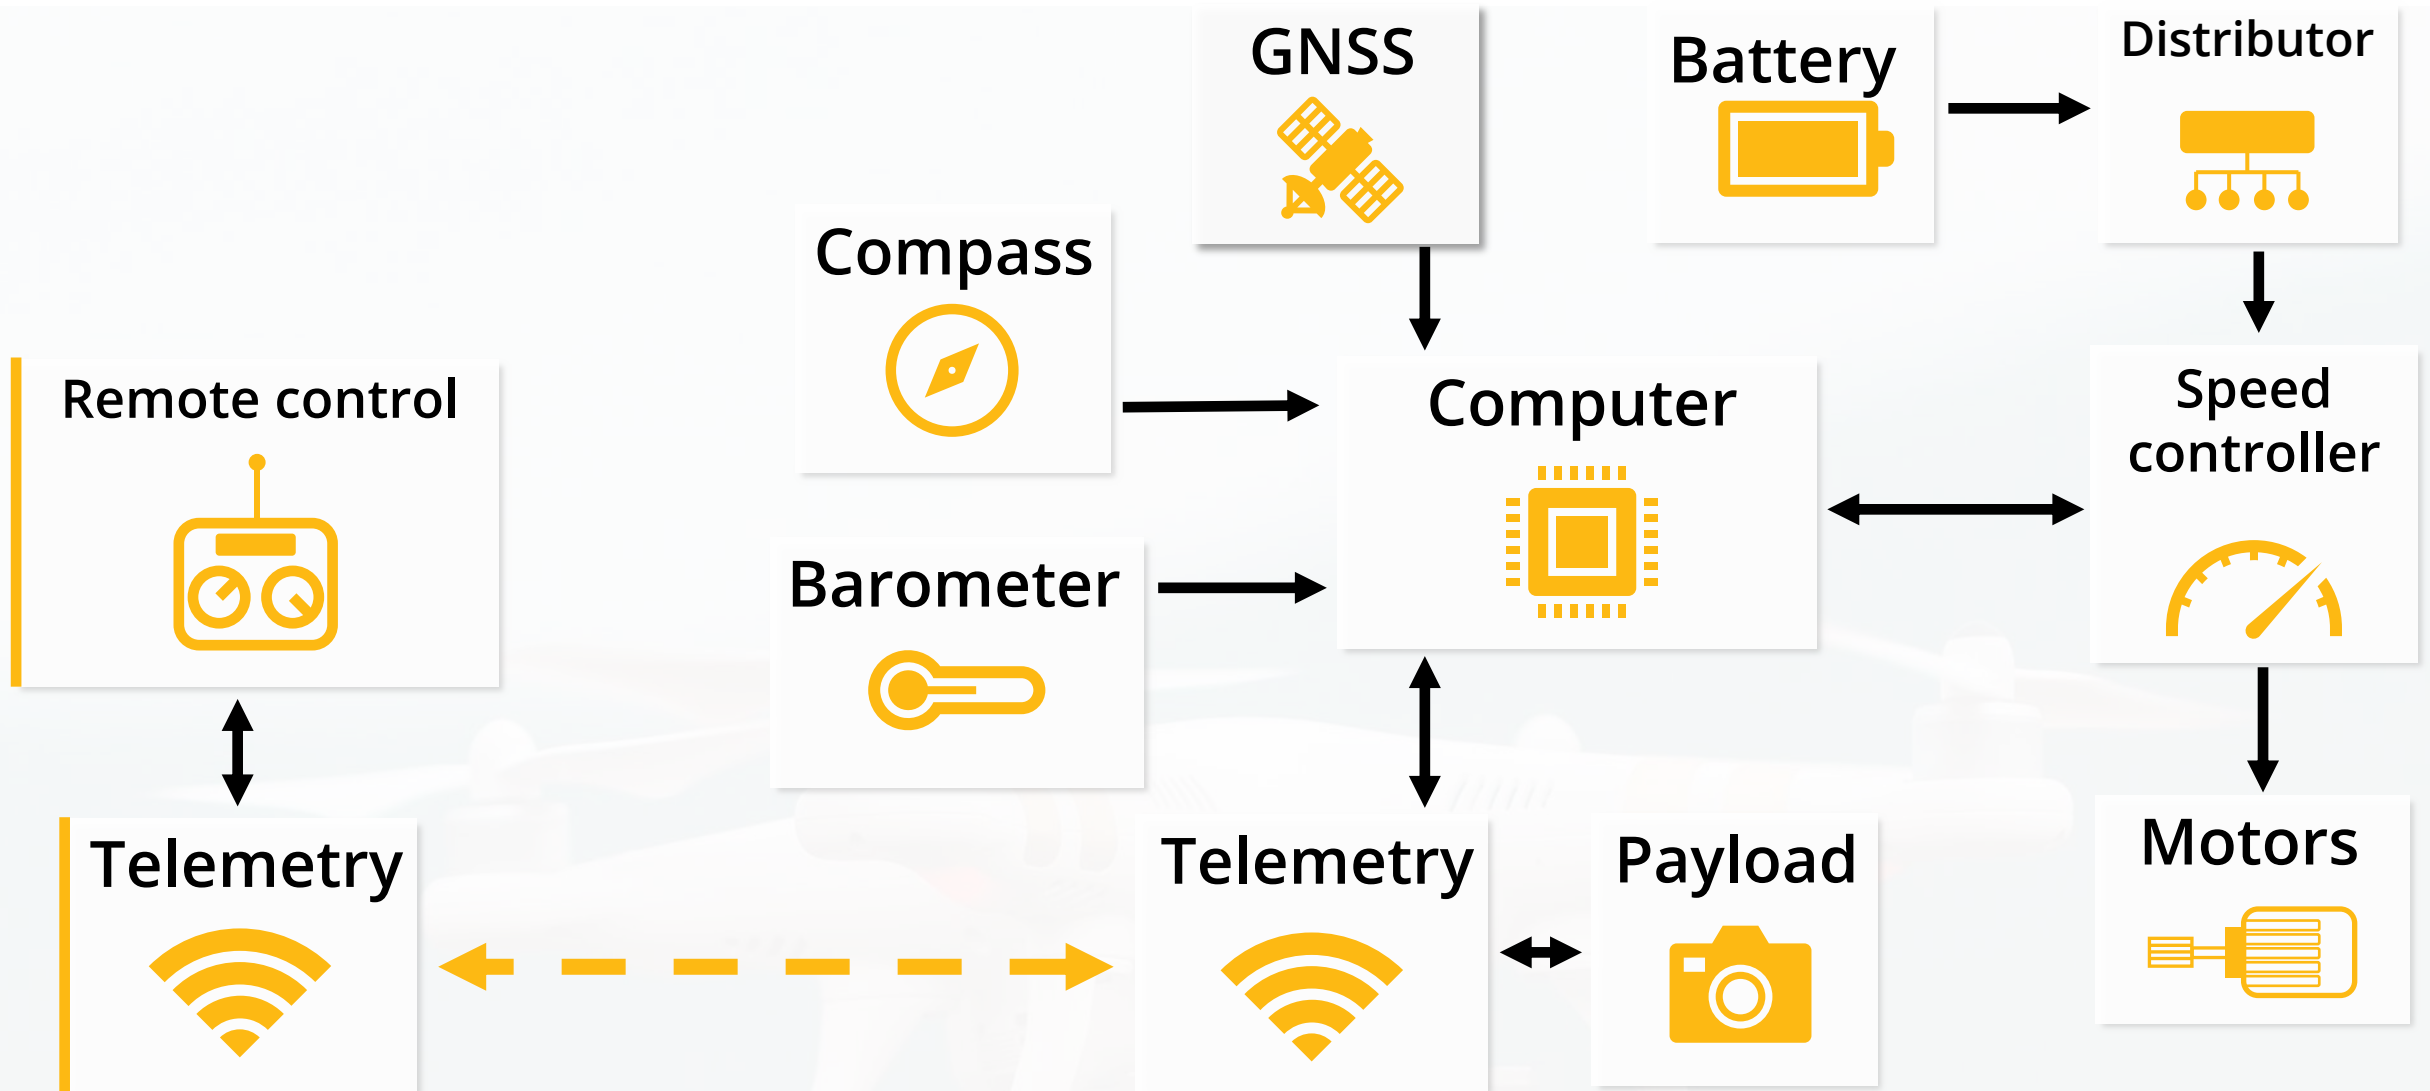 GNSS
Battery
Distributor
Compass
Remote control
Computer
Speed
controller
Barometer
Telemetry
Telemetry
Payload
Motors